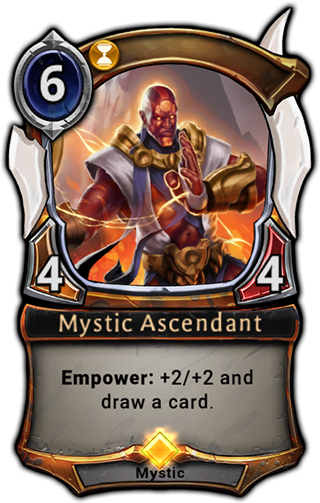 6
4
4
Mystic Ascendant
Empower: +2/+2 and
draw a card.
Mystic